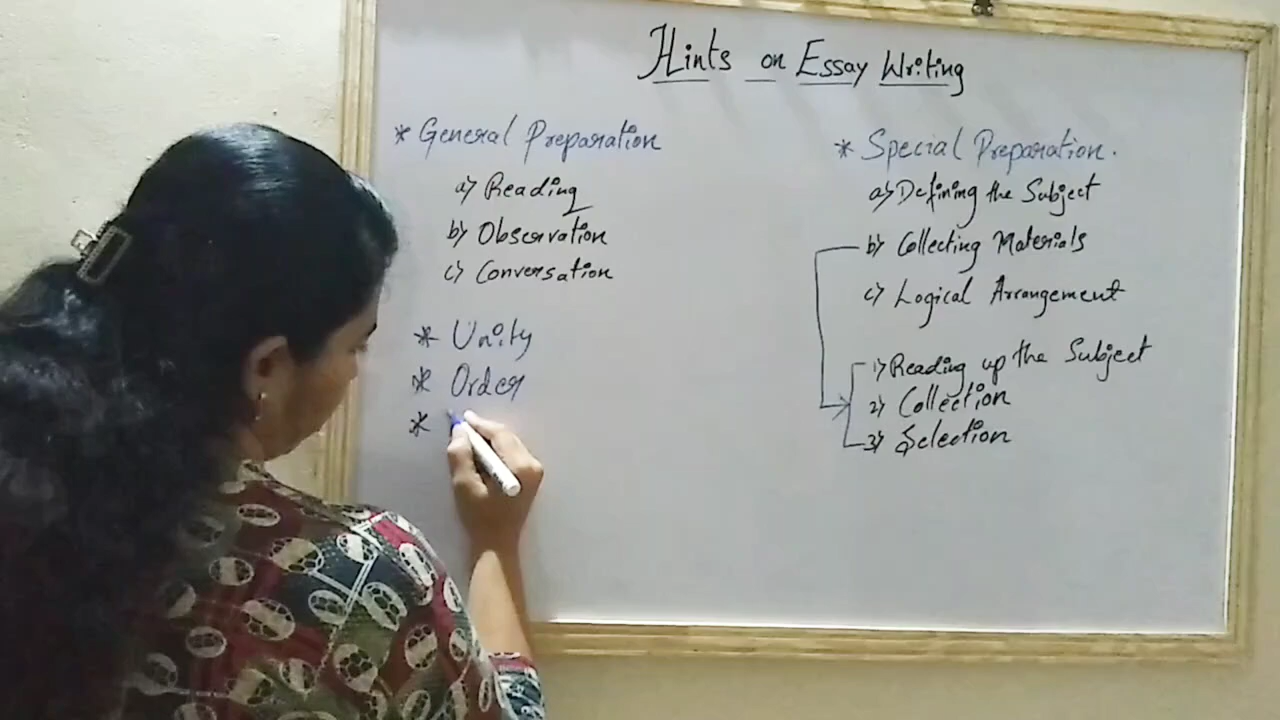 Hints on Essay Writing
* General Preparation
a) Reading
b) Observation
c) Conversation
* Unity
* Order
*
* Special Preparation.
a) Defining the Subject
b) Collecting Materials
c) Logical Arrangement
1) Reading up the Subject
2) Collection
3) Selection